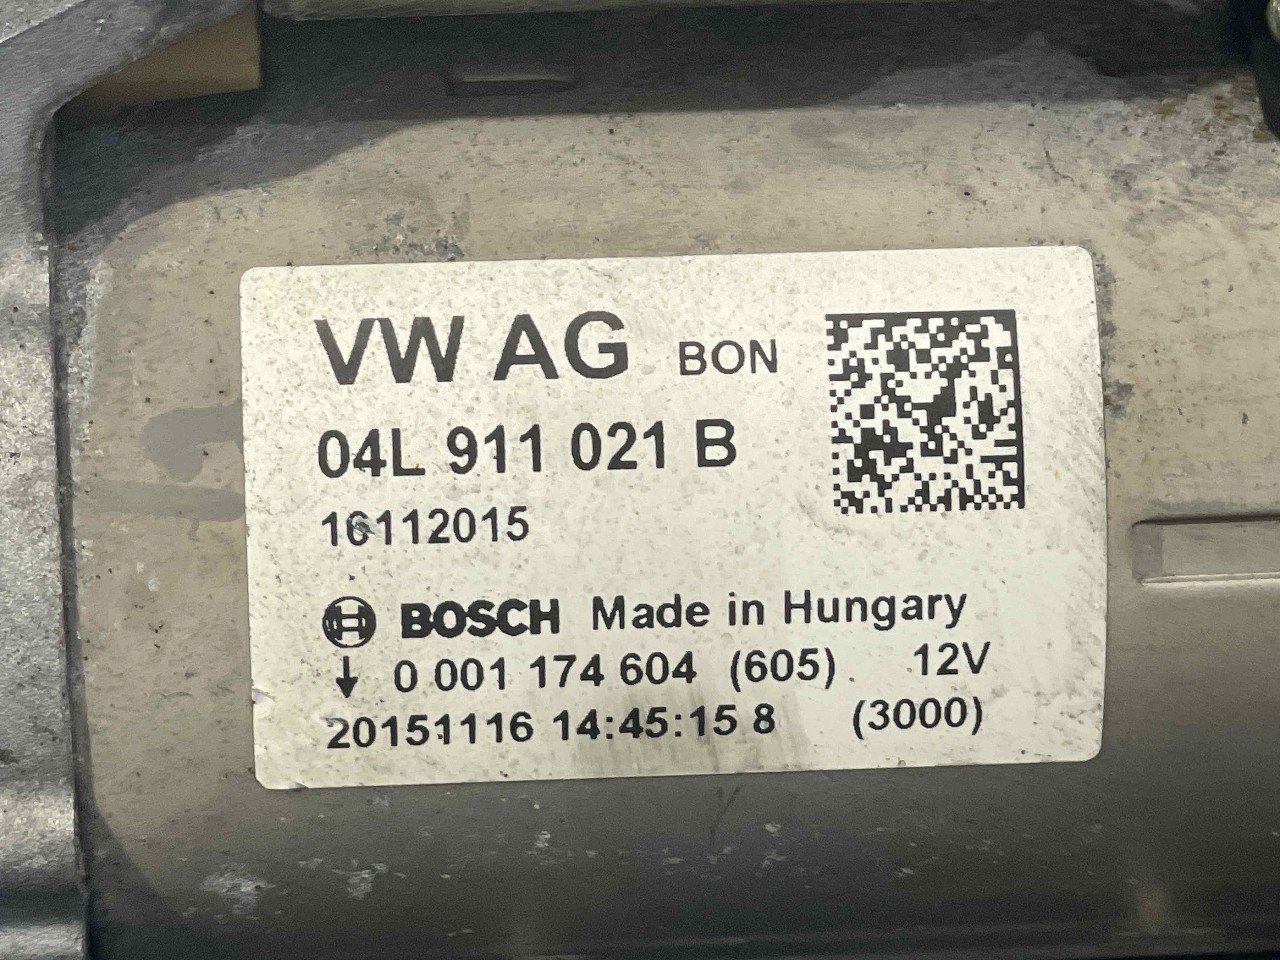 VW AG BON
04L 911 021 B
16112015
BOSCH Made in Hungary
↓ 0 001 174 604 (605) 12V
20151116 14:45:15 8 (3000)